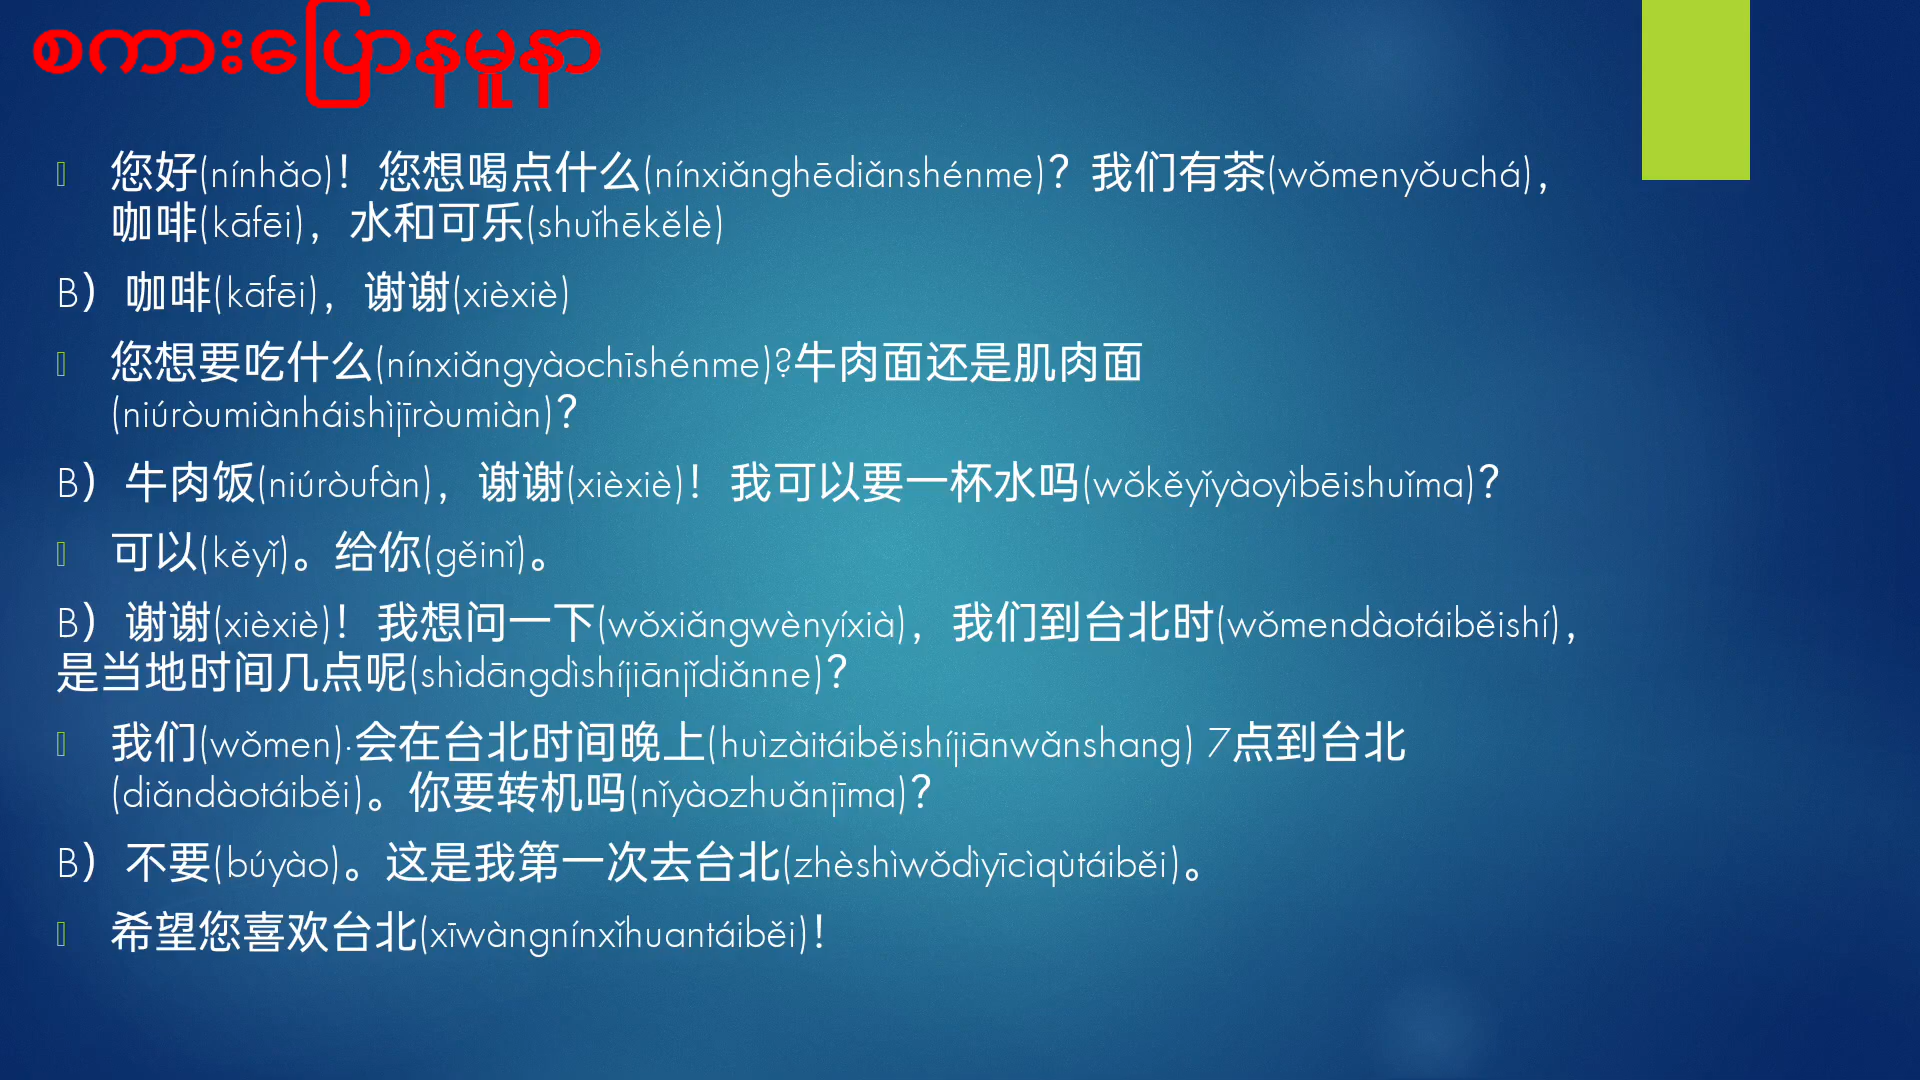 စကားပြောနမူနာ
您好(nínhǎo)！您想喝点什么(nínxiǎnghēdiǎnshénme)？我们有茶(wǒmenyǒuchá)，
咖啡(kāfēi)，水和可乐(shuǐhēkělè)
B）咖啡(kāfēi)，谢谢(xièxiè)
您想要吃什么(nínxiǎngyàochīshénme)?牛肉面还是肌肉面
(niúròumiànháishìjīròumiàn)？
B）牛肉饭(niúròufàn)，谢谢(xièxiè)！我可以要一杯水吗(wǒkěyǐyàoyìbēishuǐma)？
可以(kěyǐ)。给你(gěinǐ)。
B）谢谢(xièxiè)！我想问一下(wǒxiǎngwènyíxià)，我们到台北时(wǒmendàotáiběishí)，
是当地时间几点呢(shìdāngdìshíjiānjǐdiǎnne)？
我们(wǒmen)·会在台北时间晚上(huìzàitáiběishíjiānwǎnshang) 7点到台北
(diǎndàotáiběi)。你要转机吗(nǐyàozhuǎnjīma)？
B）不要(búyào)。这是我第一次去台北(zhèshìwǒdìyīcìqùtáiběi)。
希望您喜欢台北(xīwàngnínxǐhuantáiběi)！